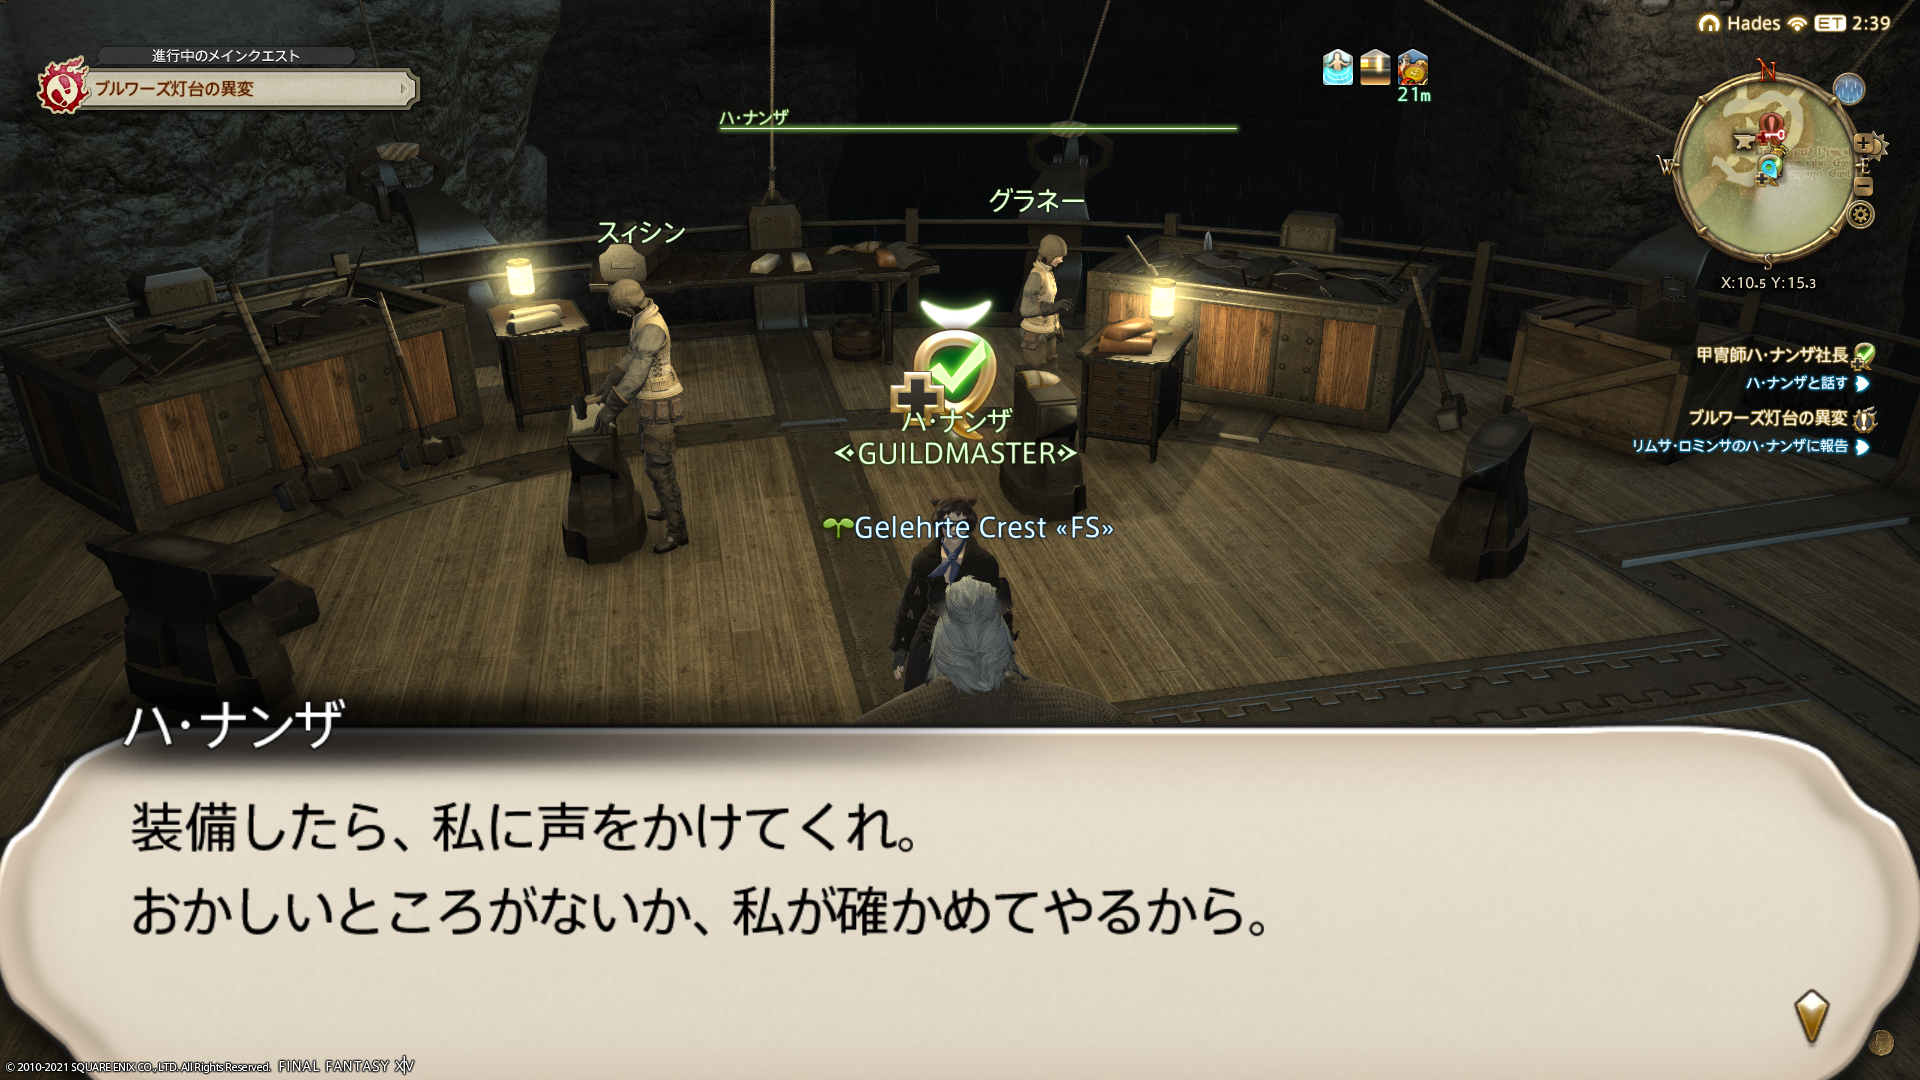 進行中のメインクエスト
ブルワーズ灯台の異変
Hades ET 2:39
21m
N
W
E
S
X:10.5 Y:15.3
甲冑師ハ・ナンザ社長
ハ・ナンザと話す
ブルワーズ灯台の異変
リムサ・ロミンサのハ・ナンザに報告
ハ・ナンザ
グラネー
スィシン
ハ・ナンザ
<GUILDMASTER>
Gelehrte Crest «FS»
ハ・ナンザ
装備したら、私に声をかけてくれ。
おかしいところがないか、私が確かめてやるから。
© 2010-2021 SQUARE ENIX CO., LTD. All Rights Reserved. FINAL FANTASY XIV